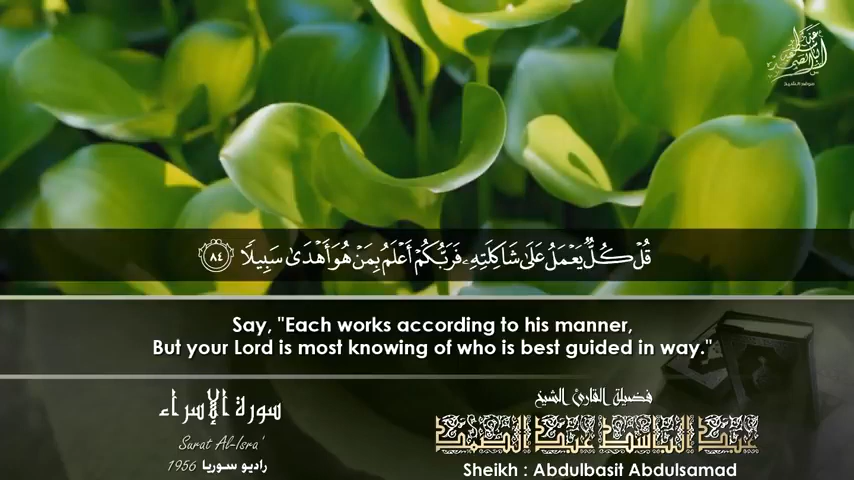 قُلْ كُلٌّ يَعْمَلُ عَلَىٰ شَاكِلَتِهِۦ فَرَبُّكُمْ أَعْلَمُ بِمَنْ هُوَ أَهْدَىٰ سَبِيلًا ٨٤
Say, "Each works according to his manner,
But your Lord is most knowing of who is best guided in way."
سورة الإسراء
Surat Al-Isra'
راديو سوريا 1956
فضيلة القارئ الشيخ
عبد الباسط عبد الصمد
Sheikh : Abdulbasit Abdulsamad